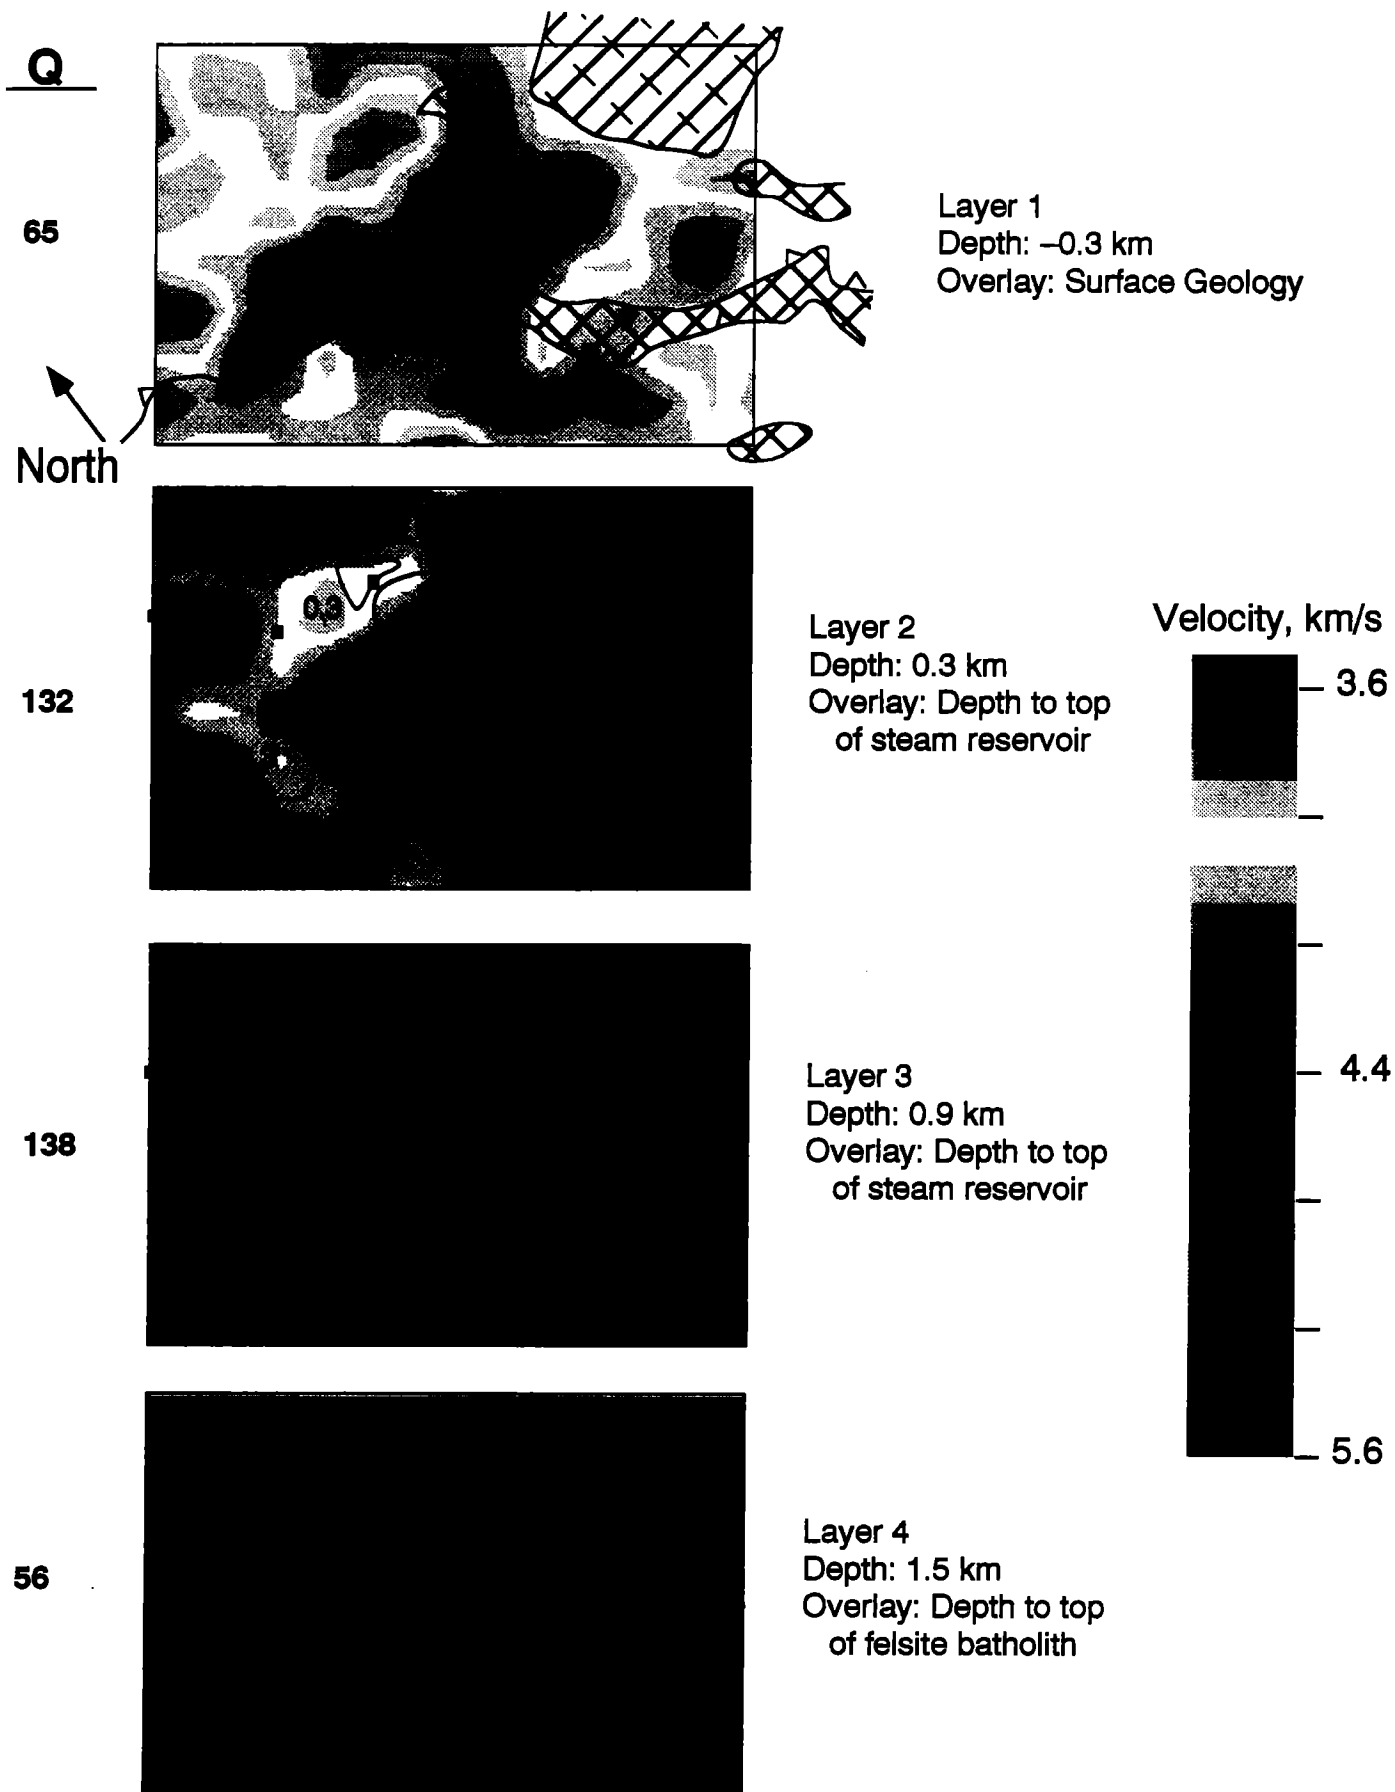 Q
65
Layer 1
Depth: –0.3 km
Overlay: Surface Geology
North
0.3
132
Layer 2
Depth: 0.3 km
Overlay: Depth to top
of steam reservoir
Velocity, km/s
3.6
4.4
5.6
138
Layer 3
Depth: 0.9 km
Overlay: Depth to top
of steam reservoir
56
Layer 4
Depth: 1.5 km
Overlay: Depth to top
of felsite batholith